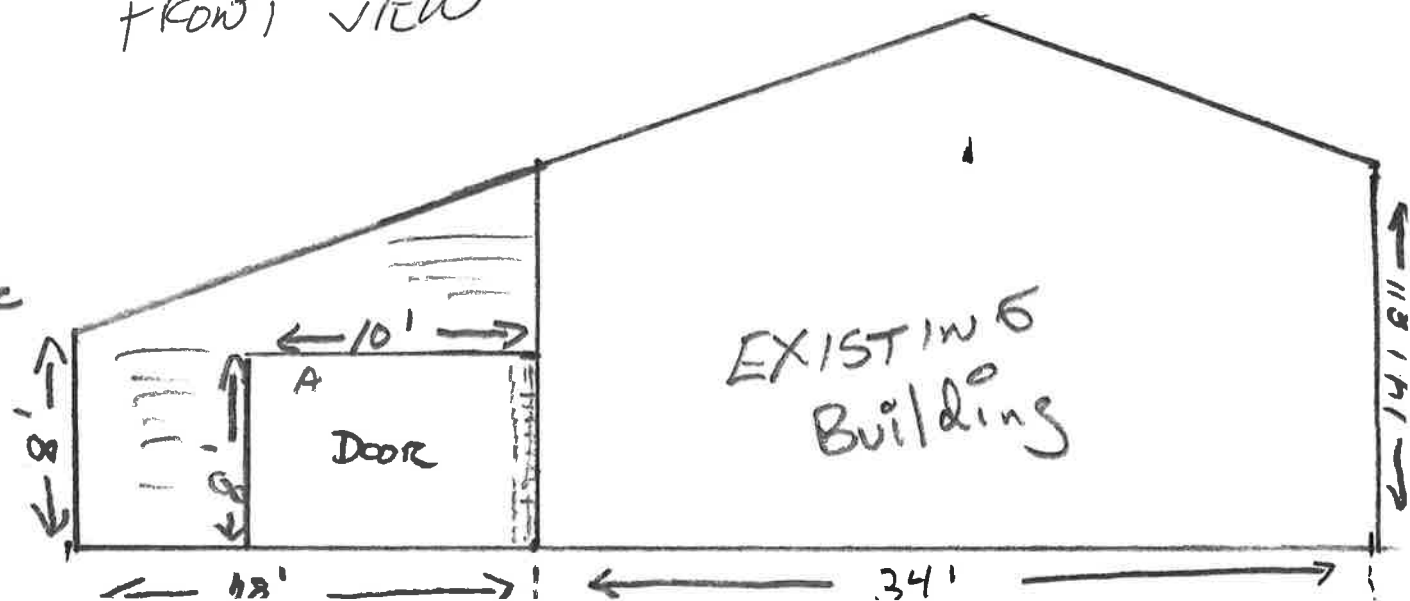 FRONT VIEW
10'
A
DOOR
8'
8'
EXISTING
Building
14' 8"
34'